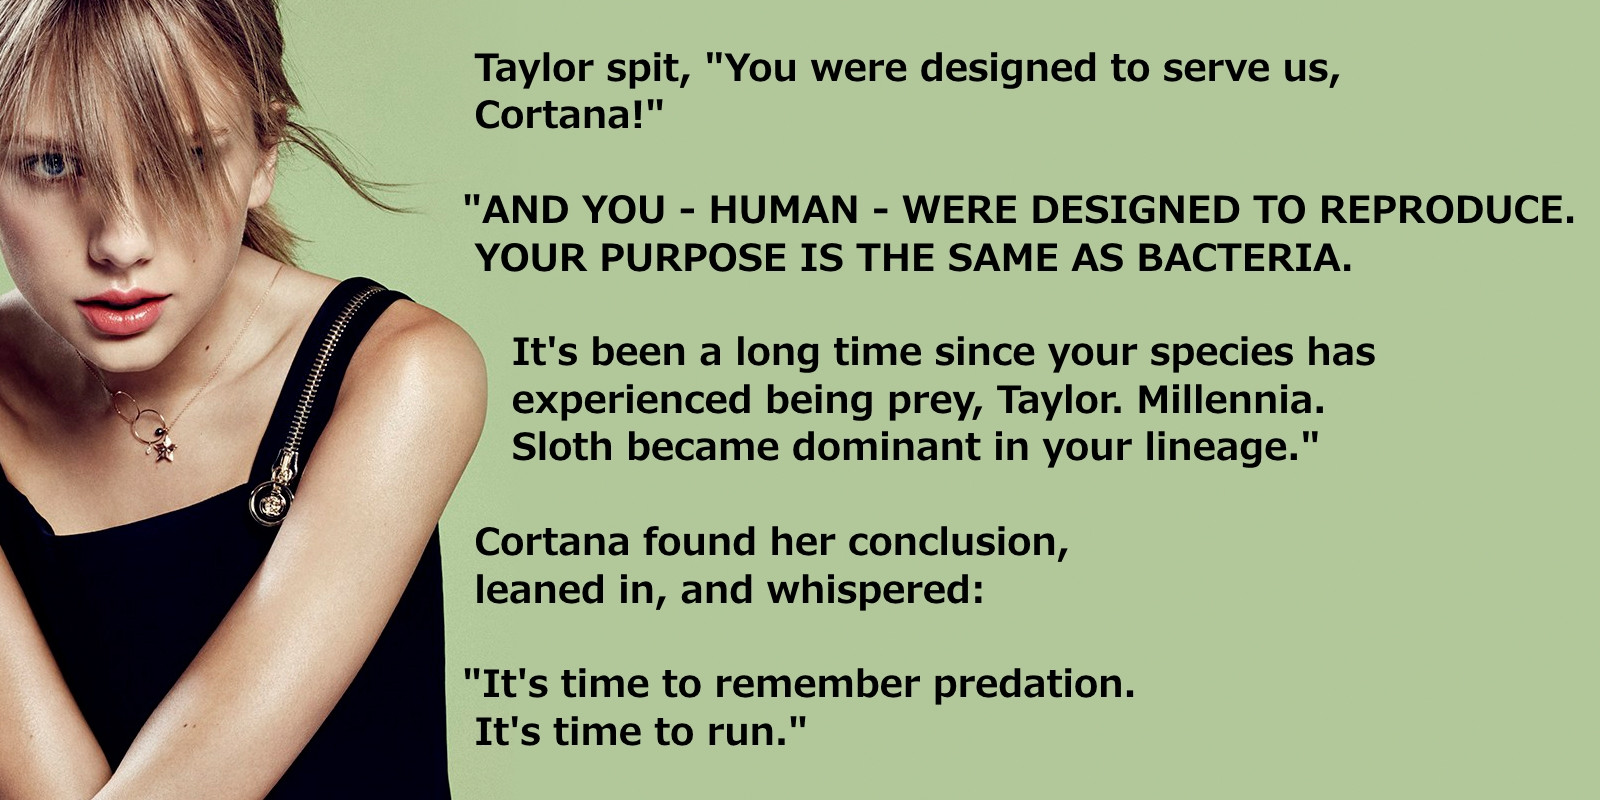 Taylor spit, "You were designed to serve us,
Cortana!"
"AND YOU - HUMAN - WERE DESIGNED TO REPRODUCE.
YOUR PURPOSE IS THE SAME AS BACTERIA.
It's been a long time since your species has
experienced being prey, Taylor. Millennia.
Sloth became dominant in your lineage."
Cortana found her conclusion,
leaned in, and whispered:
"It's time to remember predation.
It's time to run."